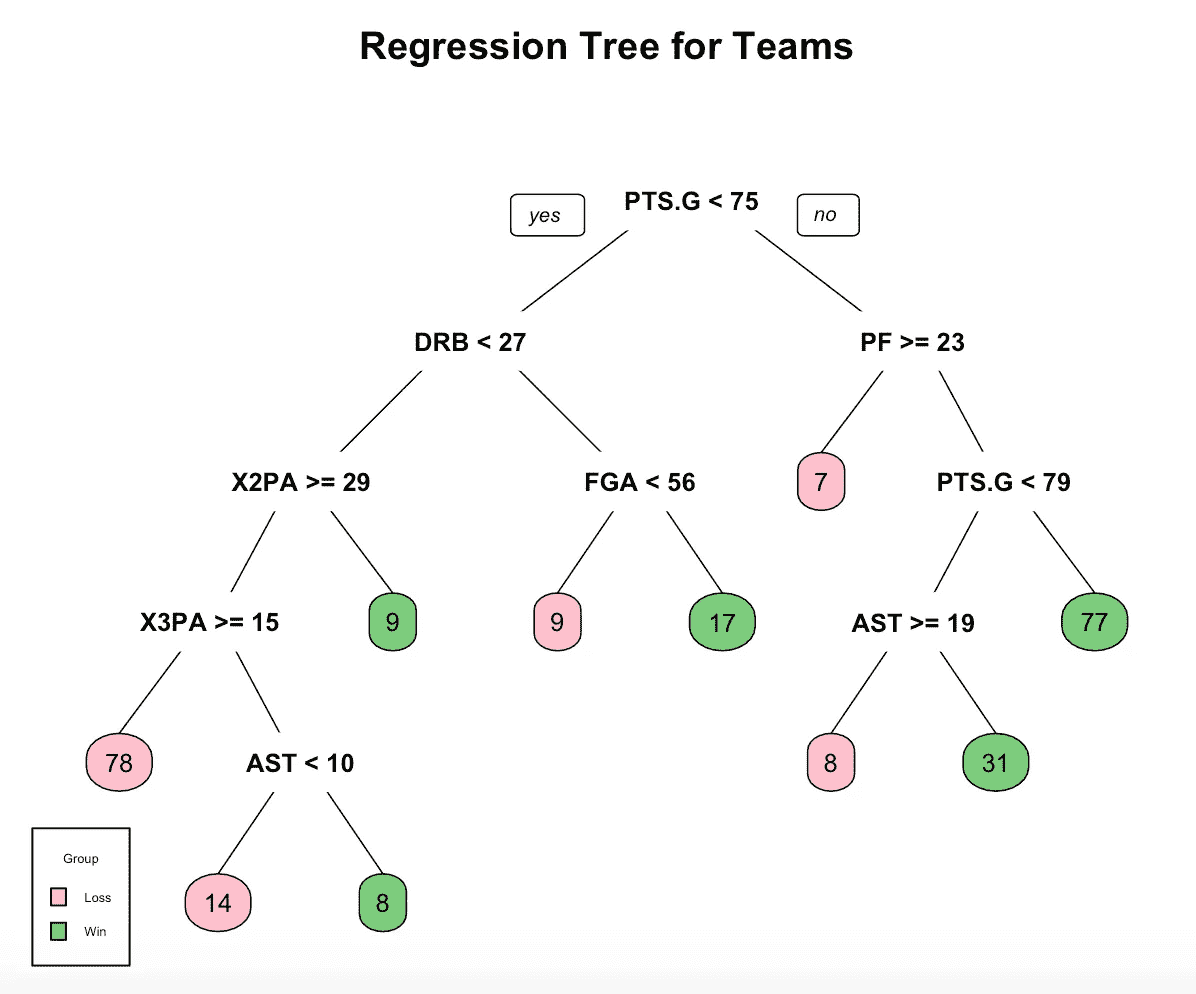 Regression Tree for Teams
yes
PTS.G < 75
no
DRB < 27
PF >= 23
X2PA >= 29
FGA < 56
7
PTS.G < 79
X3PA >= 15
9
9
17
AST >= 19
77
78
AST < 10
8
31
14
8
Group
Loss
Win